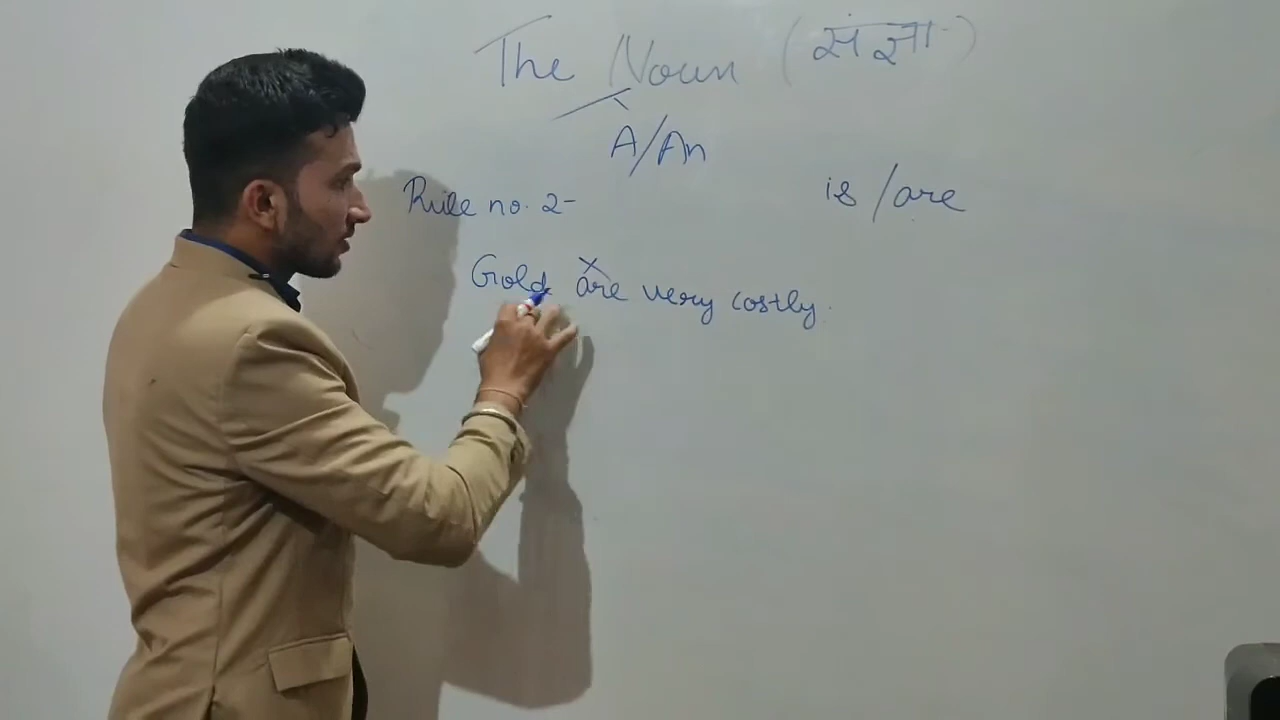 The Noun (संज्ञा)
A/An
Rule no. 2-
is/are
Gold are very costly.